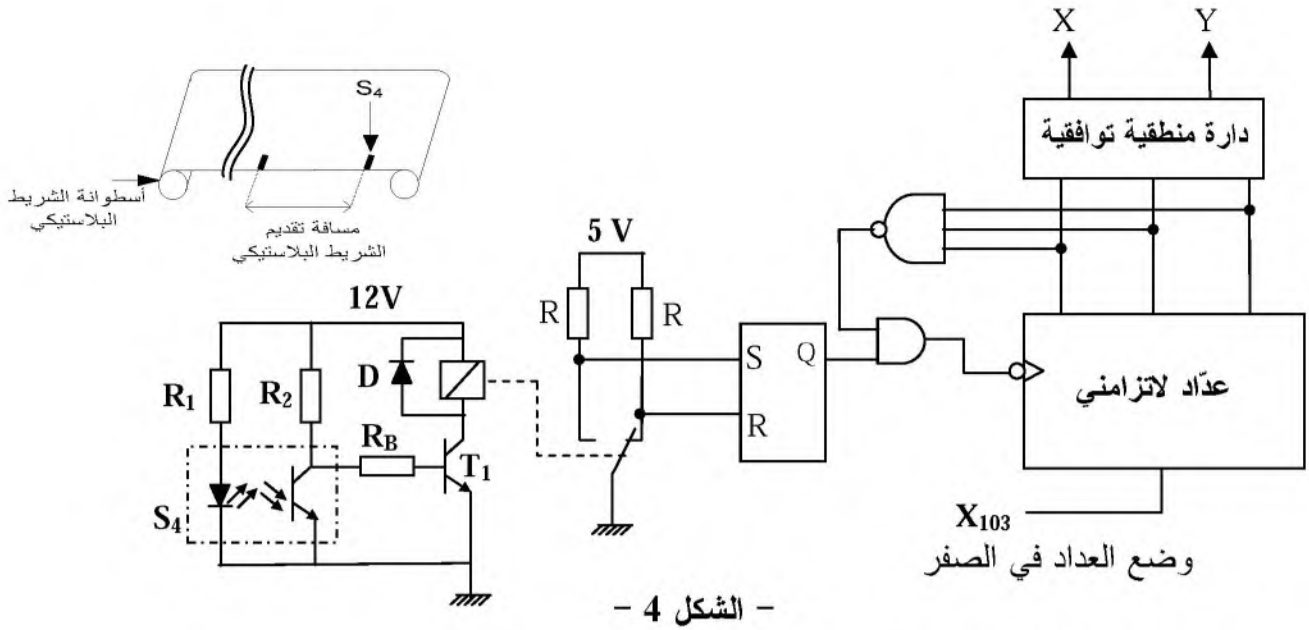 X Y
دارة منطقية توافقية
S4
أسطوانة الشريط
البلاستيكي
مسافة تقديم
الشريط البلاستيكي
5 V
12V
R R
R1 R2 D
RB T1
S4
S Q
R
عدّاد لاتزامني
X103
وضع العداد في الصفر
- الشكل 4 -